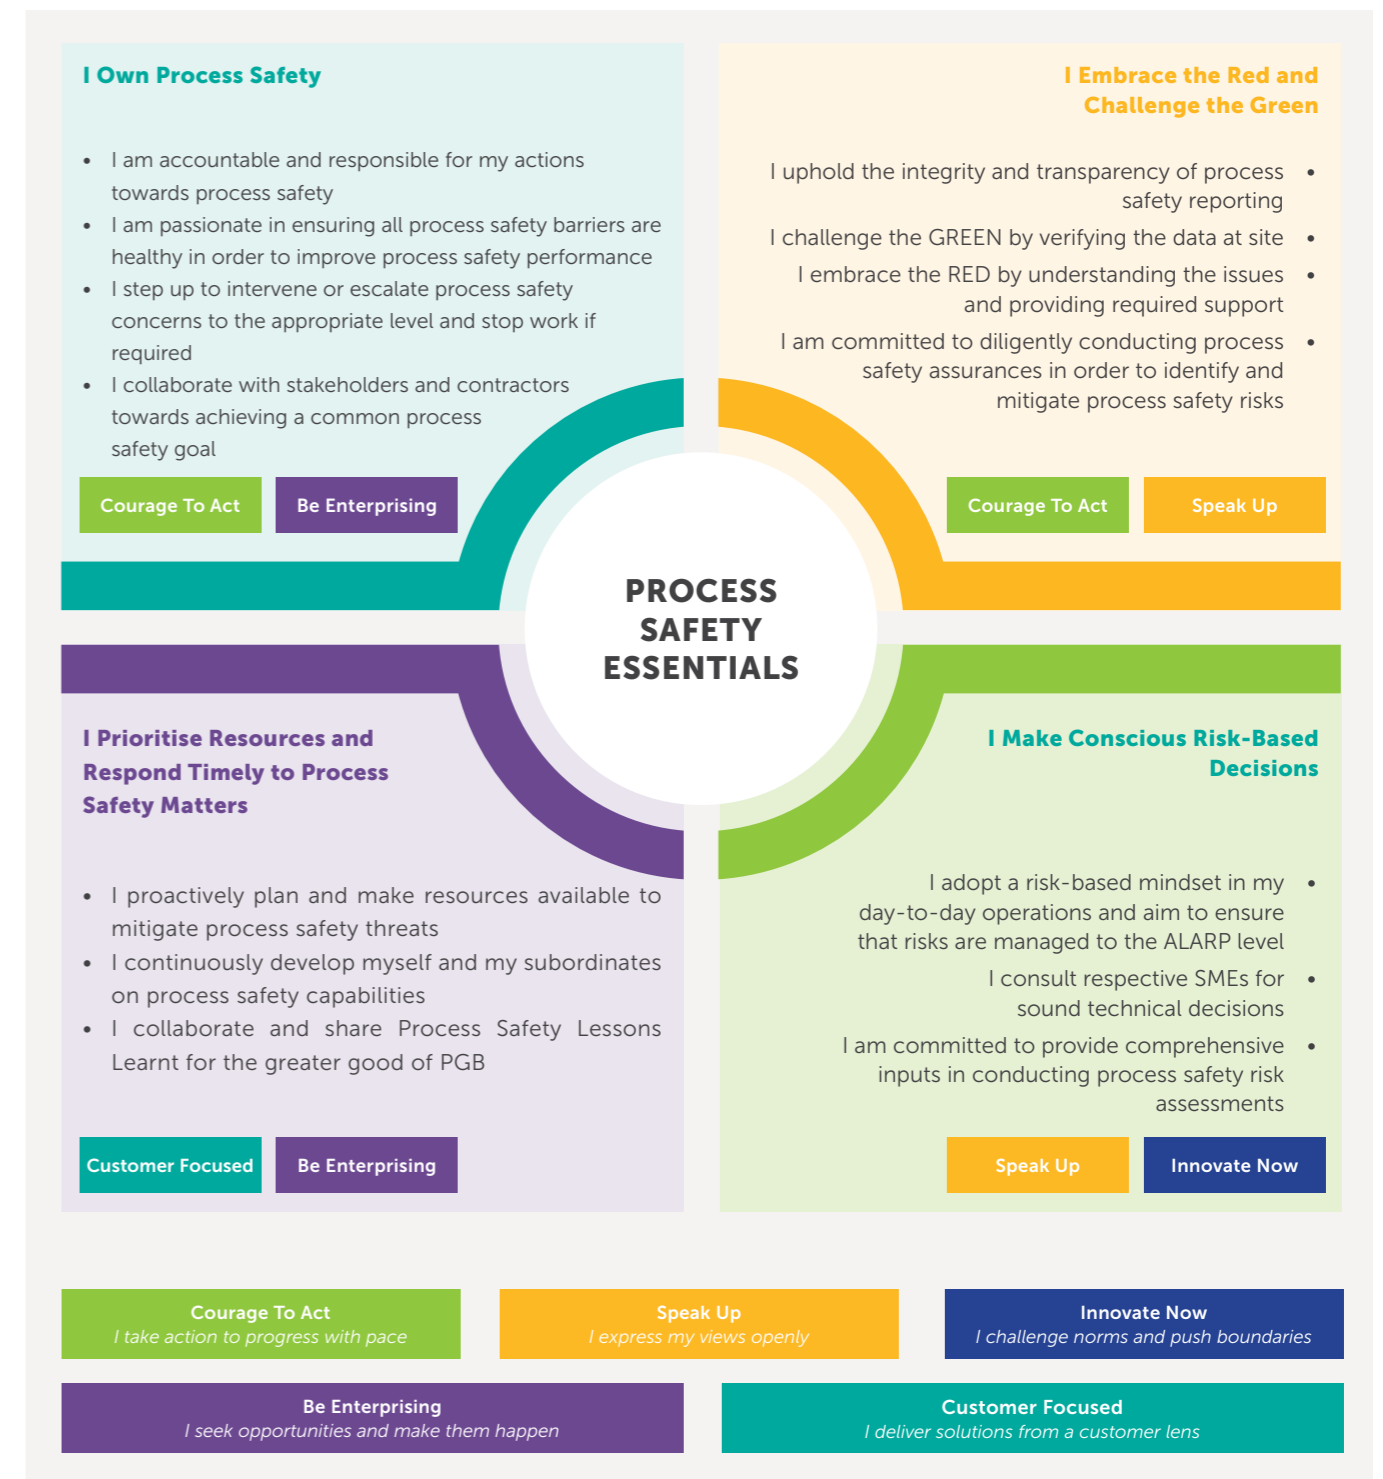 I Own Process Safety
• I am accountable and responsible for my actions
towards process safety
• I am passionate in ensuring all process safety barriers are
healthy in order to improve process safety performance
• I step up to intervene or escalate process safety
concerns to the appropriate level and stop work if
required
• I collaborate with stakeholders and contractors
towards achieving a common process
safety goal
Courage To Act
Be Enterprising
I Embrace the Red and
Challenge the Green
I uphold the integrity and transparency of process •
safety reporting
I challenge the GREEN by verifying the data at site •
I embrace the RED by understanding the issues •
and providing required support
I am committed to diligently conducting process •
safety assurances in order to identify and
mitigate process safety risks
Courage To Act
Speak Up
PROCESS
SAFETY
ESSENTIALS
I Prioritise Resources and
Respond Timely to Process
Safety Matters
• I proactively plan and make resources available to
mitigate process safety threats
• I continuously develop myself and my subordinates
on process safety capabilities
• I collaborate and share Process Safety Lessons
Learnt for the greater good of PGB
Customer Focused
Be Enterprising
I Make Conscious Risk-Based
Decisions
I adopt a risk-based mindset in my •
day-to-day operations and aim to ensure
that risks are managed to the ALARP level
I consult respective SMEs for •
sound technical decisions
I am committed to provide comprehensive •
inputs in conducting process safety risk
assessments
Speak Up
Innovate Now
Courage To Act
I take action to progress with pace
Speak Up
I express my views openly
Innovate Now
I challenge norms and push boundaries
Be Enterprising
I seek opportunities and make them happen
Customer Focused
I deliver solutions from a customer lens